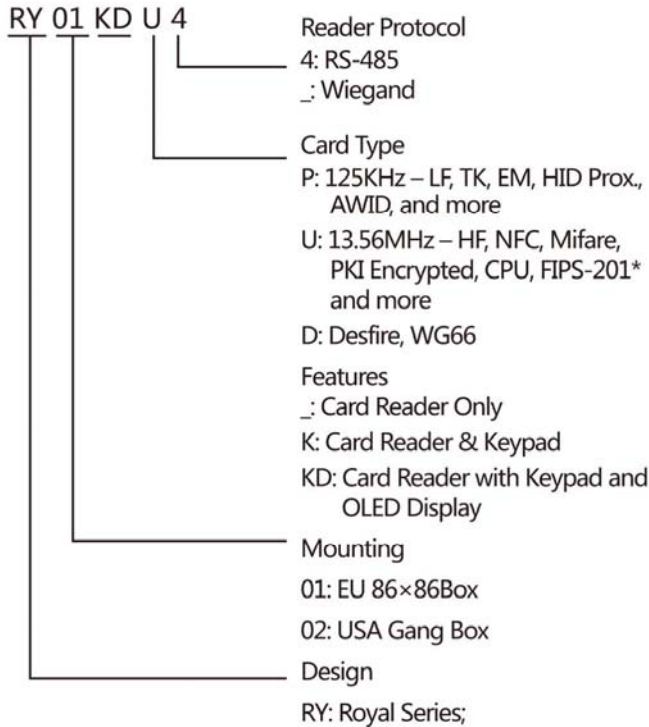 RY 01 KD U 4
Reader Protocol
4: RS-485
_: Wiegand
Card Type
P: 125KHz – LF, TK, EM, HID Prox.,
AWID, and more
U: 13.56MHz – HF, NFC, Mifare,
PKI Encrypted, CPU, FIPS-201*
and more
D: Desfire, WG66
Features
_: Card Reader Only
K: Card Reader & Keypad
KD: Card Reader with Keypad and
OLED Display
Mounting
01: EU 86×86Box
02: USA Gang Box
Design
RY: Royal Series;